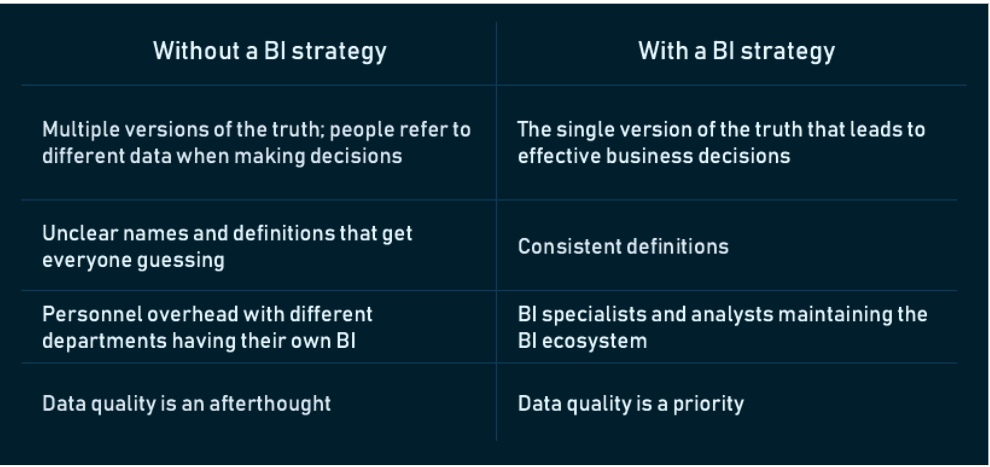 Without a BI strategy
With a BI strategy
Multiple versions of the truth; people refer to
different data when making decisions
The single version of the truth that leads to
effective business decisions
Unclear names and definitions that get
everyone guessing
Consistent definitions
Personnel overhead with different
departments having their own BI
BI specialists and analysts maintaining the
BI ecosystem
Data quality is an afterthought
Data quality is a priority